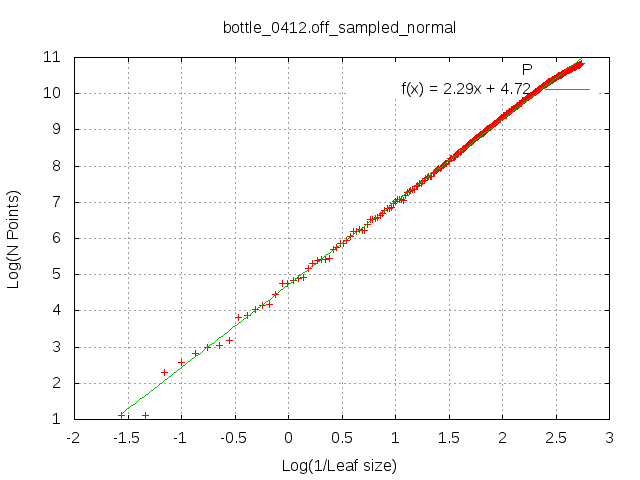 bottle_0412.off_sampled_normal
P
f(x) = 2.29x + 4.72
Log(N Points)
11
10
9
8
7
6
5
4
3
2
1
-2 -1.5 -1 -0.5 0 0.5 1 1.5 2 2.5 3
Log(1/Leaf size)